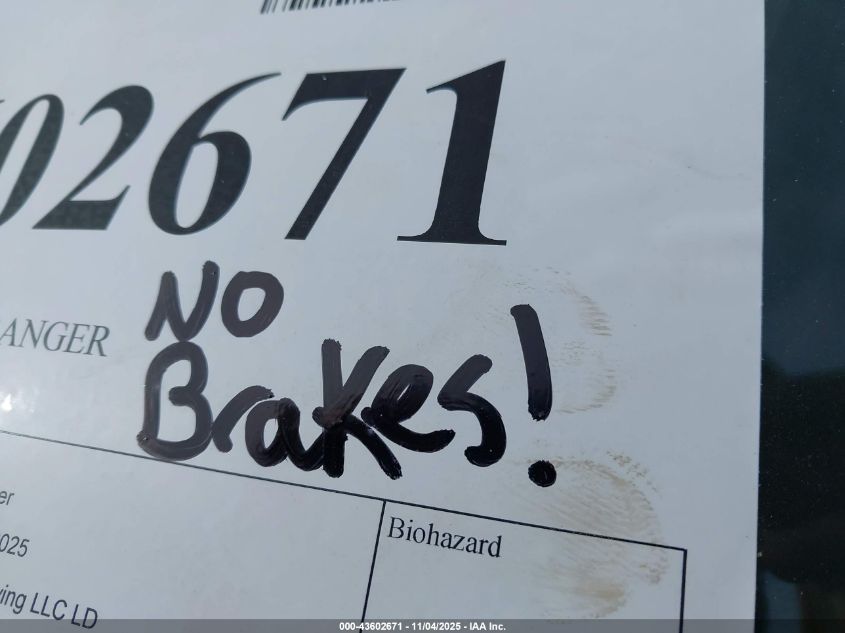 02671
NO
ANGER
Brakes!
er
Biohazard
025
ing LLC LD
000-43602671 - 11/04/2025 - IAA Inc.